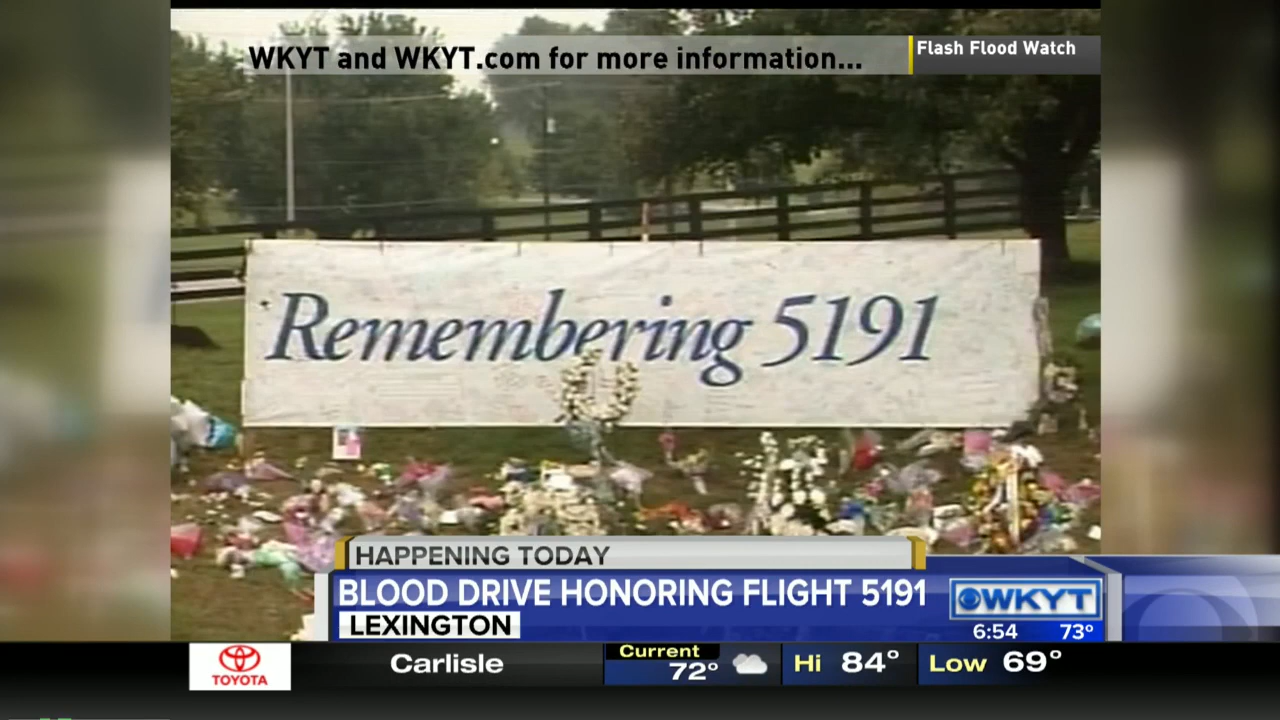 WKYT and WKYT.com for more information...
Flash Flood Watch
Remembering 5191
HAPPENING TODAY
BLOOD DRIVE HONORING FLIGHT 5191
LEXINGTON
WKYT
6:54 73°
TOYOTA
Carlisle
Current
72°
Hi 84°
Low 69°